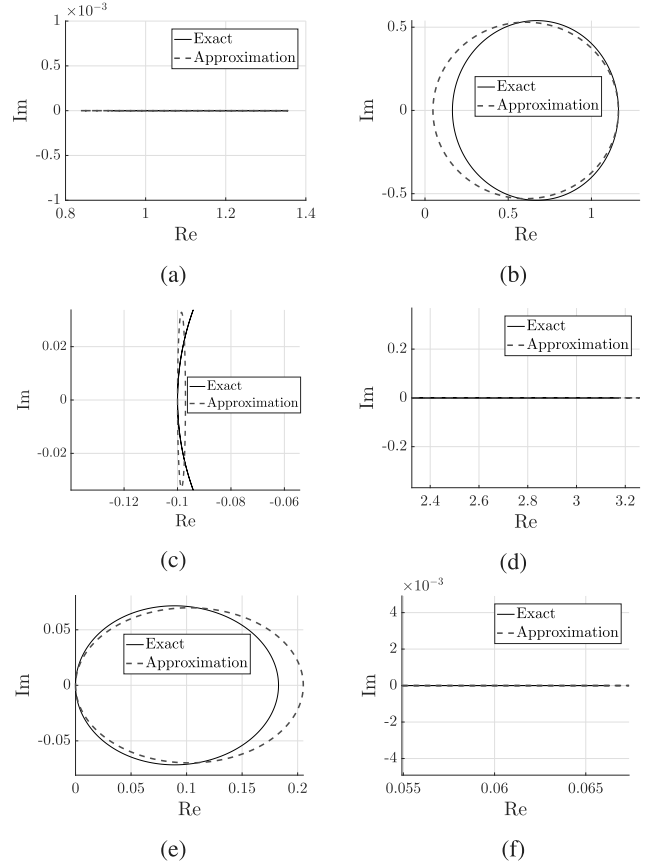 ×10⁻³
1
0.5
0
-0.5
-1
Im
0.8
1
1.2
1.4
Re
Exact
Approximation
(a)
0.5
0
-0.5
Im
0
0.5
1
Re
Exact
Approximation
(b)
0.02
0
-0.02
Im
-0.12
-0.1
-0.08
-0.06
Re
Exact
Approximation
(c)
0.2
0
-0.2
Im
2.4
2.6
2.8
3
3.2
Re
Exact
Approximation
(d)
0.05
0
-0.05
Im
0
0.05
0.1
0.15
0.2
Re
Exact
Approximation
(e)
×10⁻³
4
2
0
-2
-4
Im
0.055
0.06
0.065
Re
Exact
Approximation
(f)